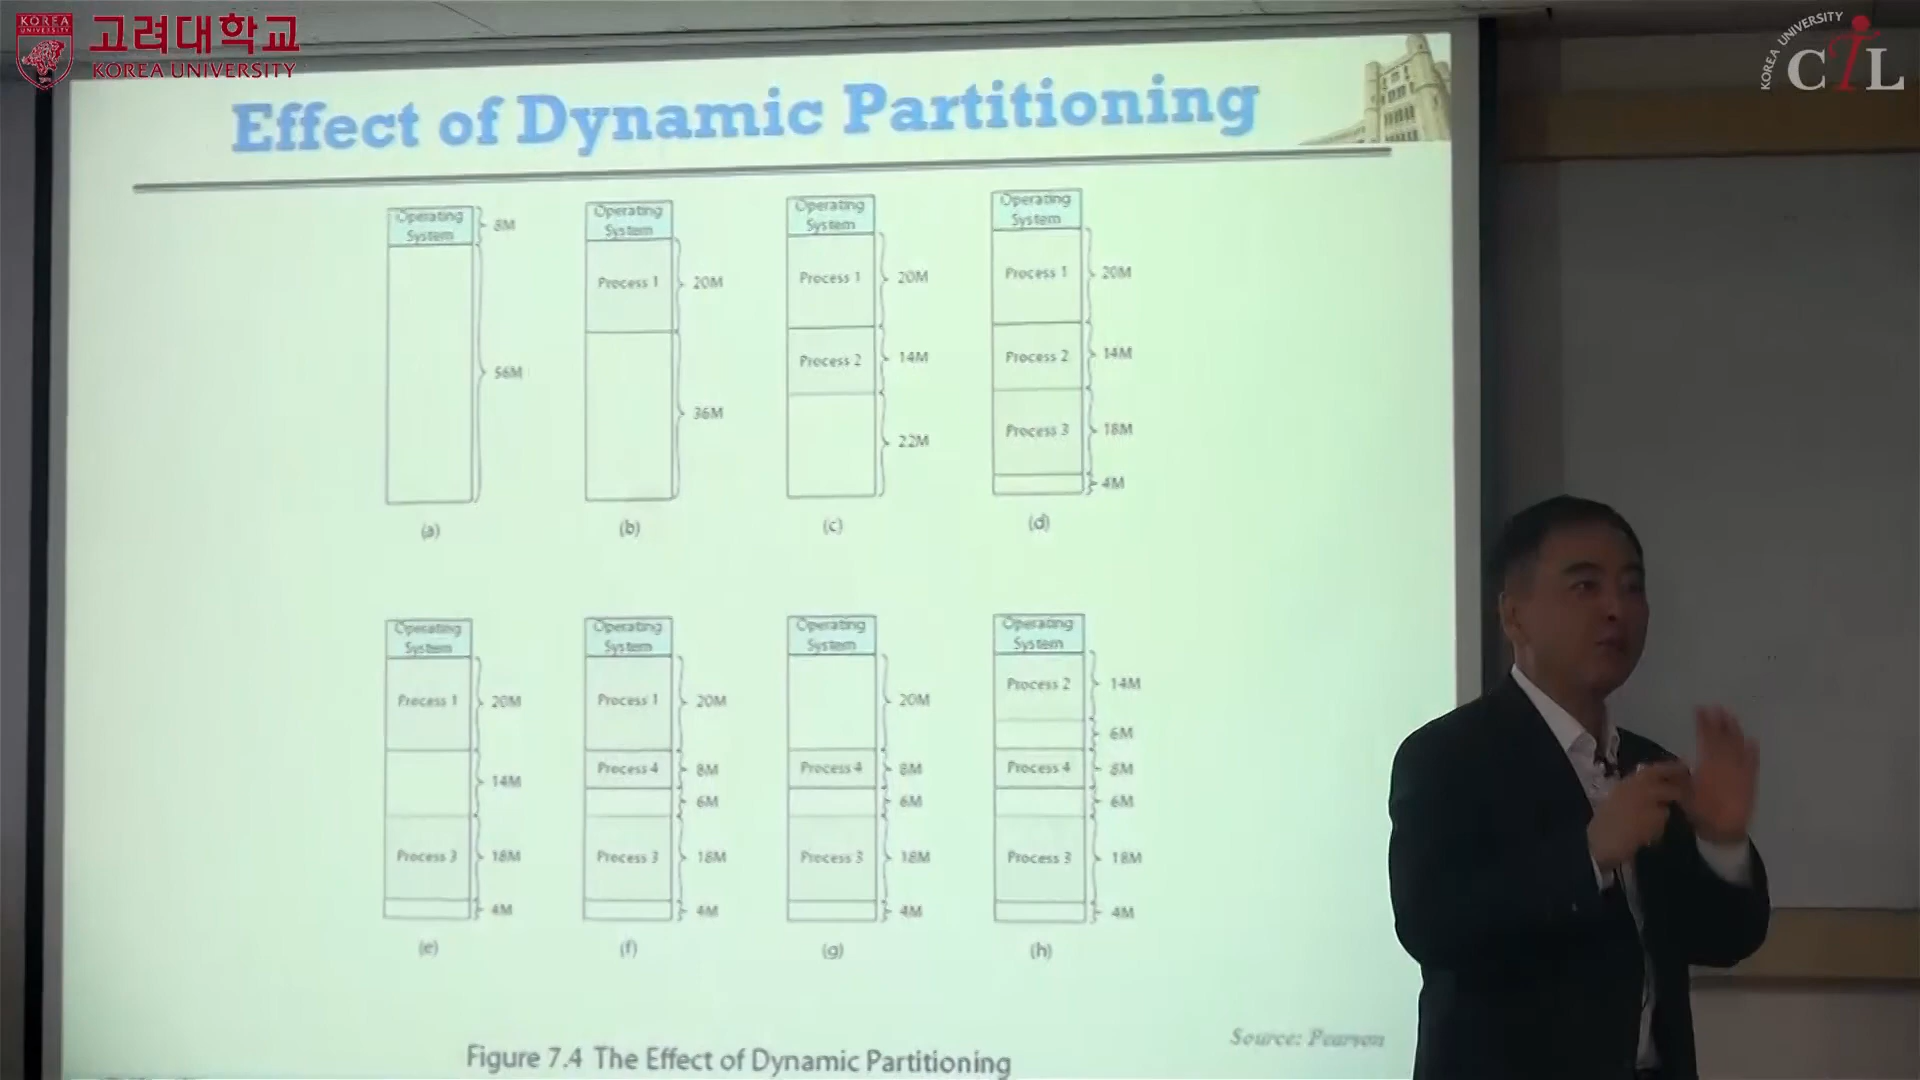 KOREA
UNIVERSITY
고려대학교
KOREA UNIVERSITY
KOREA UNIVERSITY
CTL
Effect of Dynamic Partitioning
Operating
System
8M
56M
(a)
Operating
System
Process 1
20M
36M
(b)
Operating
System
Process 1
20M
Process 2
14M
22M
(c)
Operating
System
Process 1
20M
Process 2
14M
Process 3
18M
4M
(d)
Operating
System
Process 1
20M
14M
Process 3
18M
4M
(e)
Operating
System
Process 1
20M
Process 4
8M
6M
Process 3
18M
4M
(f)
Operating
System
20M
Process 4
8M
6M
Process 3
18M
4M
(g)
Operating
System
Process 2
14M
6M
Process 4
8M
6M
Process 3
18M
4M
(h)
Source: Pearson
Figure 7.4 The Effect of Dynamic Partitioning